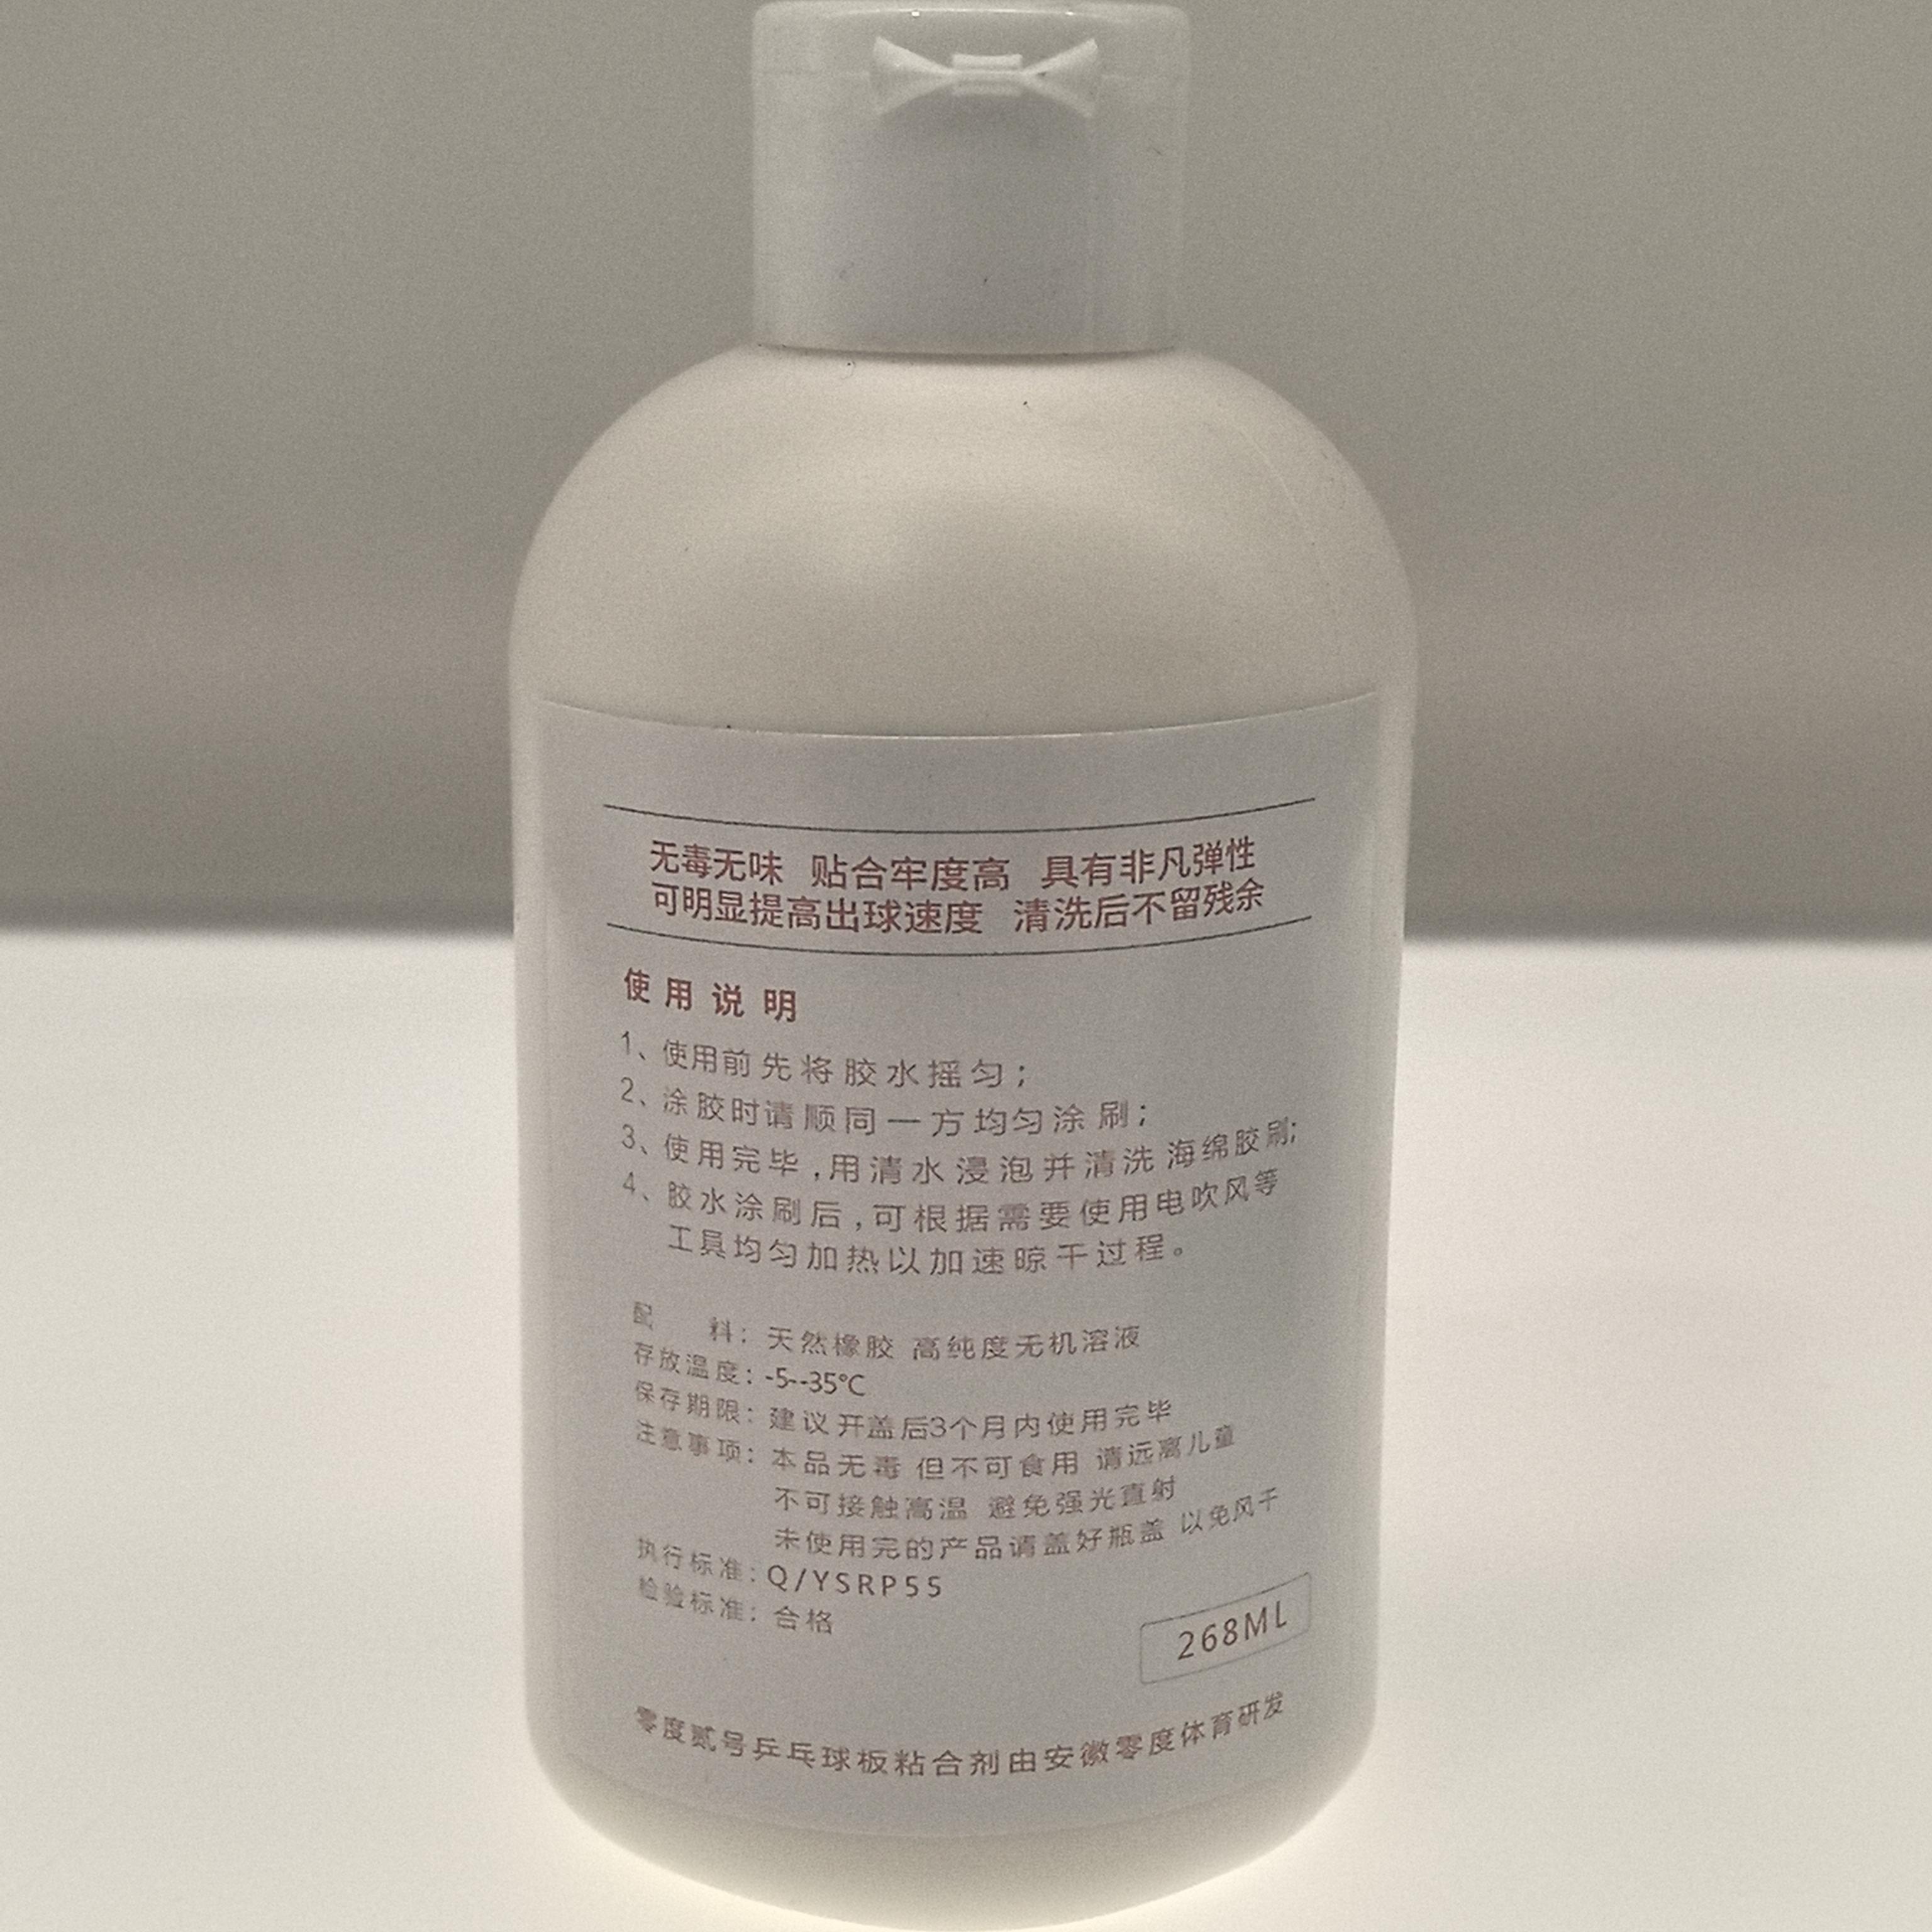 无毒无味 贴合牢度高 具有非凡弹性
可明显提高出球速度 清洗后不留残余
使用说明
1、使用前先将胶水摇匀；
2、涂胶时请顺同一方均匀涂刷；
3、使用完毕,用清水浸泡并清洗海绵胶刷;
4、胶水涂刷后,可根据需要使用电吹风等
工具均匀加热以加速晾干过程。
配 料：天然橡胶 高纯度无机溶液
存放温度：-5--35℃
保存期限：建议开盖后3个月内使用完毕
注意事项：本品无毒 但不可食用 请远离儿童
不可接触高温 避免强光直射
未使用完的产品请盖好瓶盖 以免风干
执行标准：Q/YSRP55
检验标准：合格
268ML
零度贰号乒乓球板粘合剂由安徽零度体育研发